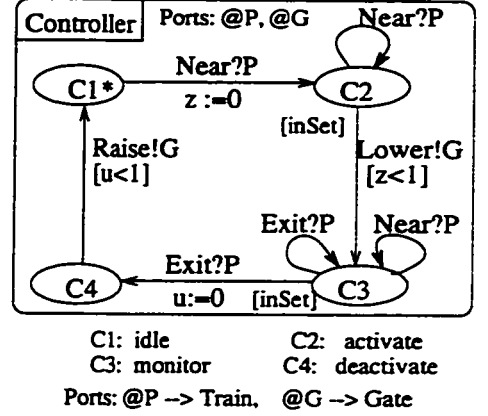 Controller Ports: @P, @G Near?P
Near?P
C1* z :=0 C2
[inSet]
Raise!G Lower!G
[u<1] [z<1]
Exit?P Near?P
Exit?P
C4 u:=0 [inSet] C3
C1: idle C2: activate
C3: monitor C4: deactivate
Ports: @P --> Train, @G --> Gate